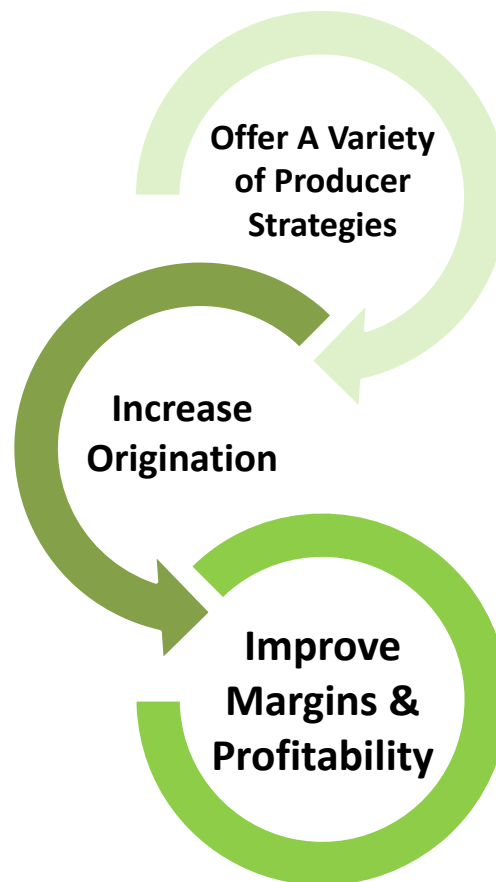 Offer A Variety
of Producer
Strategies
Increase
Origination
Improve
Margins &
Profitability